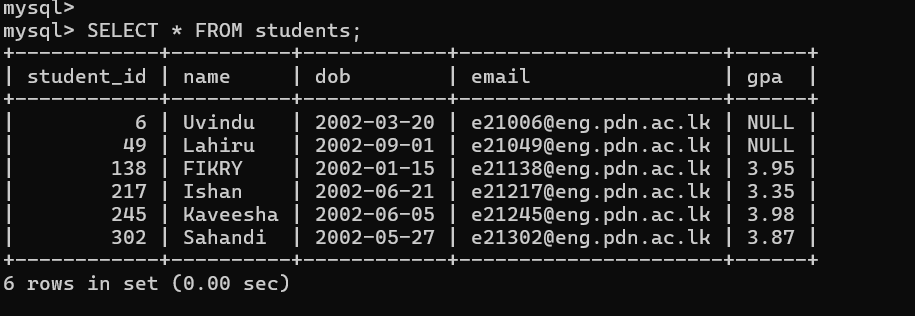 mysql>
mysql> SELECT * FROM students;
+------------+----------+------------+----------------------+------+
| student_id | name     | dob        | email                | gpa  |
+------------+----------+------------+----------------------+------+
|          6 | Uvindu   | 2002-03-20 | e21006@eng.pdn.ac.lk | NULL |
|         49 | Lahiru   | 2002-09-01 | e21049@eng.pdn.ac.lk | NULL |
|        138 | FIKRY    | 2002-01-15 | e21138@eng.pdn.ac.lk | 3.95 |
|        217 | Ishan    | 2002-06-21 | e21217@eng.pdn.ac.lk | 3.35 |
|        245 | Kaveesha | 2002-06-05 | e21245@eng.pdn.ac.lk | 3.98 |
|        302 | Sahandi  | 2002-05-27 | e21302@eng.pdn.ac.lk | 3.87 |
+------------+----------+------------+----------------------+------+
6 rows in set (0.00 sec)